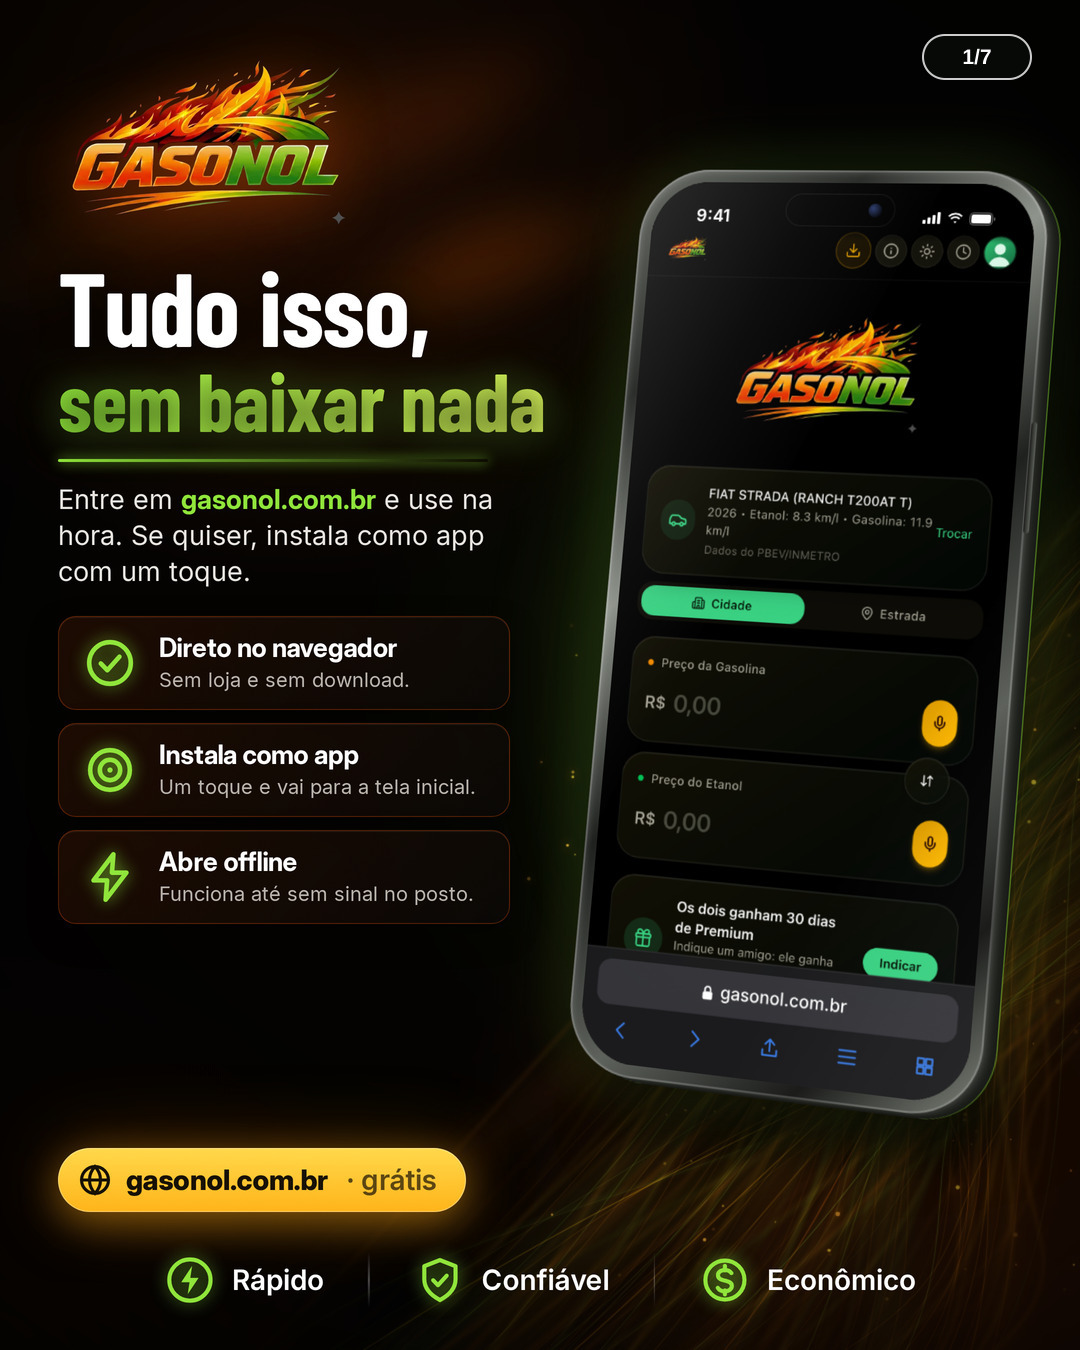 1/7
GASONOL
Tudo isso,
sem baixar nada
Entre em gasonol.com.br e use na
hora. Se quiser, instala como app
com um toque.
Direto no navegador
Sem loja e sem download.
Instala como app
Um toque e vai para a tela inicial.
Abre offline
Funciona até sem sinal no posto.
9:41
GASONOL
GASONOL
FIAT STRADA (RANCH T200AT T)
2026 • Etanol: 8.3 km/l • Gasolina: 11.9
km/l
Trocar
Dados do PBEV/INMETRO
Cidade
Estrada
Preço da Gasolina
R$ 0,00
Preço do Etanol
R$ 0,00
Os dois ganham 30 dias
de Premium
Indique um amigo: ele ganha
Indicar
gasonol.com.br
gasonol.com.br · grátis
Rápido
Confiável
Econômico